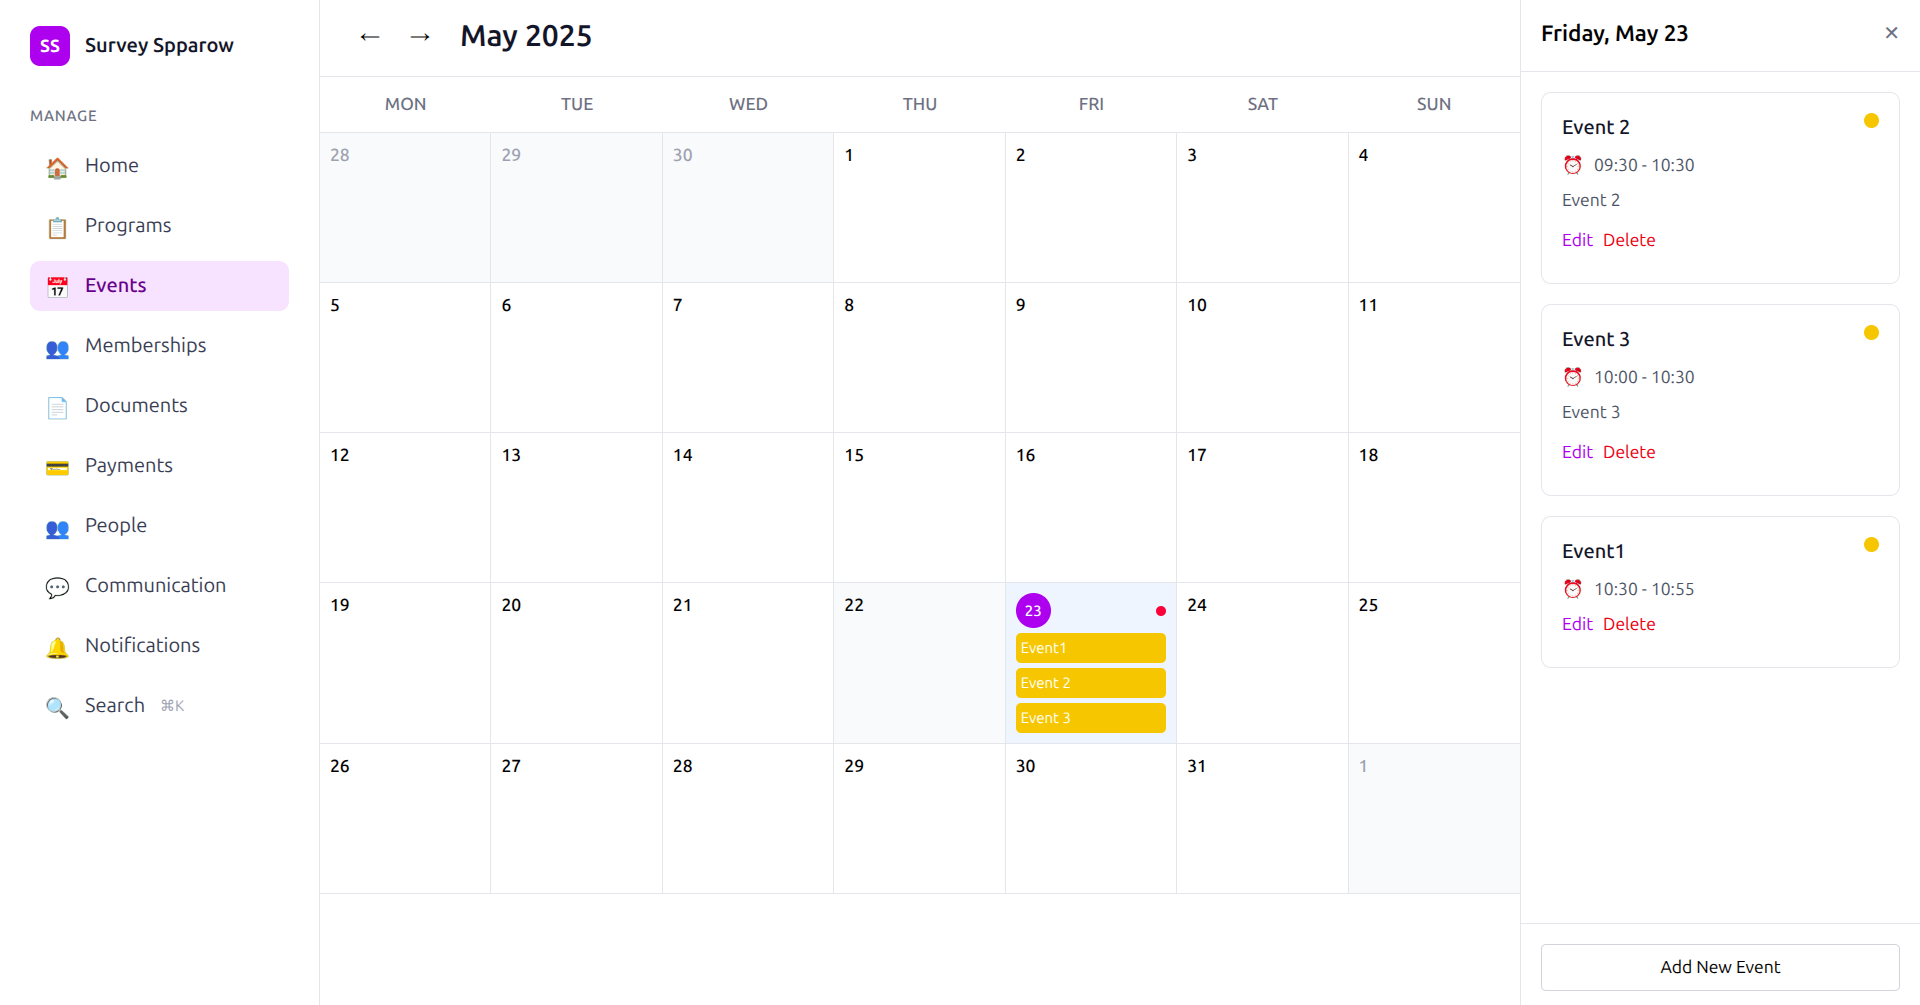 SS Survey Spparow
MANAGE
Home
Programs
Events
Memberships
Documents
Payments
People
Communication
Notifications
Search ⌘K
← → May 2025
MON TUE WED THU FRI SAT SUN
28 29 30 1 2 3 4
5 6 7 8 9 10 11
12 13 14 15 16 17 18
19 20 21 22 23 24 25
Event1
Event 2
Event 3
26 27 28 29 30 31 1
Friday, May 23 ✕
Event 2
09:30 - 10:30
Event 2
Edit Delete
Event 3
10:00 - 10:30
Event 3
Edit Delete
Event1
10:30 - 10:55
Edit Delete
Add New Event